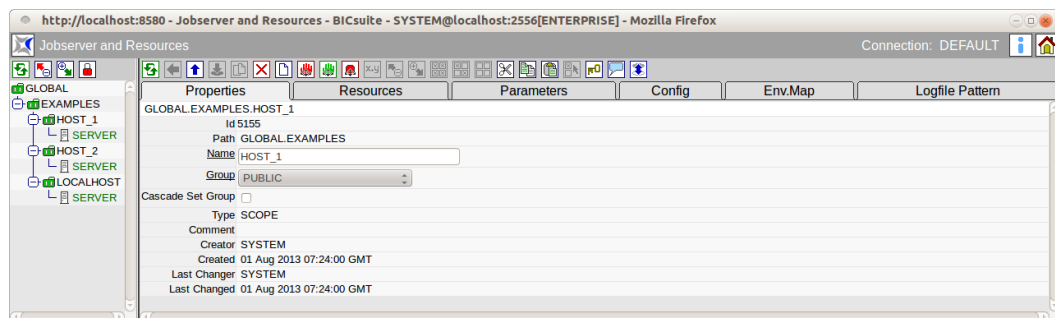 http://localhost:8580 - Jobserver and Resources - BICsuite - SYSTEM@localhost:2556[ENTERPRISE] - Mozilla Firefox
Jobserver and Resources
Connection: DEFAULT
GLOBAL
EXAMPLES
HOST_1
SERVER
HOST_2
SERVER
LOCALHOST
SERVER
Properties
Resources
Parameters
Config
Env.Map
Logfile Pattern
GLOBAL.EXAMPLES.HOST_1
Id 5155
Path GLOBAL.EXAMPLES
Name HOST_1
Group PUBLIC
Cascade Set Group
Type SCOPE
Comment
Creator SYSTEM
Created 01 Aug 2013 07:24:00 GMT
Last Changer SYSTEM
Last Changed 01 Aug 2013 07:24:00 GMT